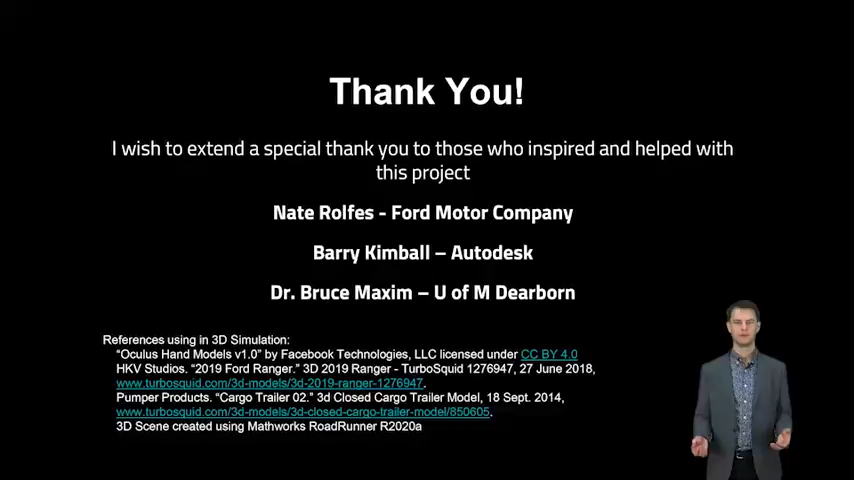 Thank You!
I wish to extend a special thank you to those who inspired and helped with
this project
Nate Rolfes - Ford Motor Company
Barry Kimball – Autodesk
Dr. Bruce Maxim – U of M Dearborn
References using in 3D Simulation:
“Oculus Hand Models v1.0” by Facebook Technologies, LLC licensed under CC BY 4.0
HKV Studios. “2019 Ford Ranger.” 3D 2019 Ranger - TurboSquid 1276947, 27 June 2018,
www.turbosquid.com/3d-models/3d-2019-ranger-1276947.
Pumper Products. “Cargo Trailer 02.” 3d Closed Cargo Trailer Model, 18 Sept. 2014,
www.turbosquid.com/3d-models/3d-closed-cargo-trailer-model/850605.
3D Scene created using Mathworks RoadRunner R2020a